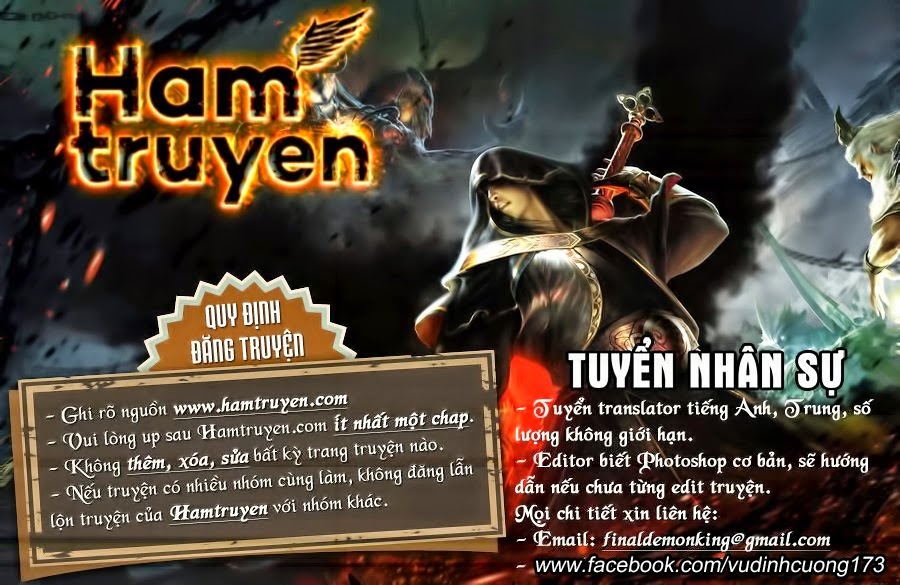 Ham
truyen
QUY ĐỊNH
ĐĂNG TRUYỆN
- Ghi rõ nguồn www.hamtruyen.com
- Vui lòng up sau Hamtruyen.com ít nhất một chap.
- Không thêm, xóa, sửa bất kỳ trang truyện nào.
- Nếu truyện có nhiều nhóm cùng làm, không đăng lẫn
lộn truyện của Hamtruyen với nhóm khác.
TUYỂN NHÂN SỰ
- Tuyển translator tiếng Anh, Trung, số
lượng không giới hạn.
- Editor biết Photoshop cơ bản, sẽ hướng
dẫn nếu chưa từng edit truyện.
Mọi chi tiết xin liên hệ:
- Email: finaldemonking@gmail.com
- www.facebook.com/vudinhcuong173